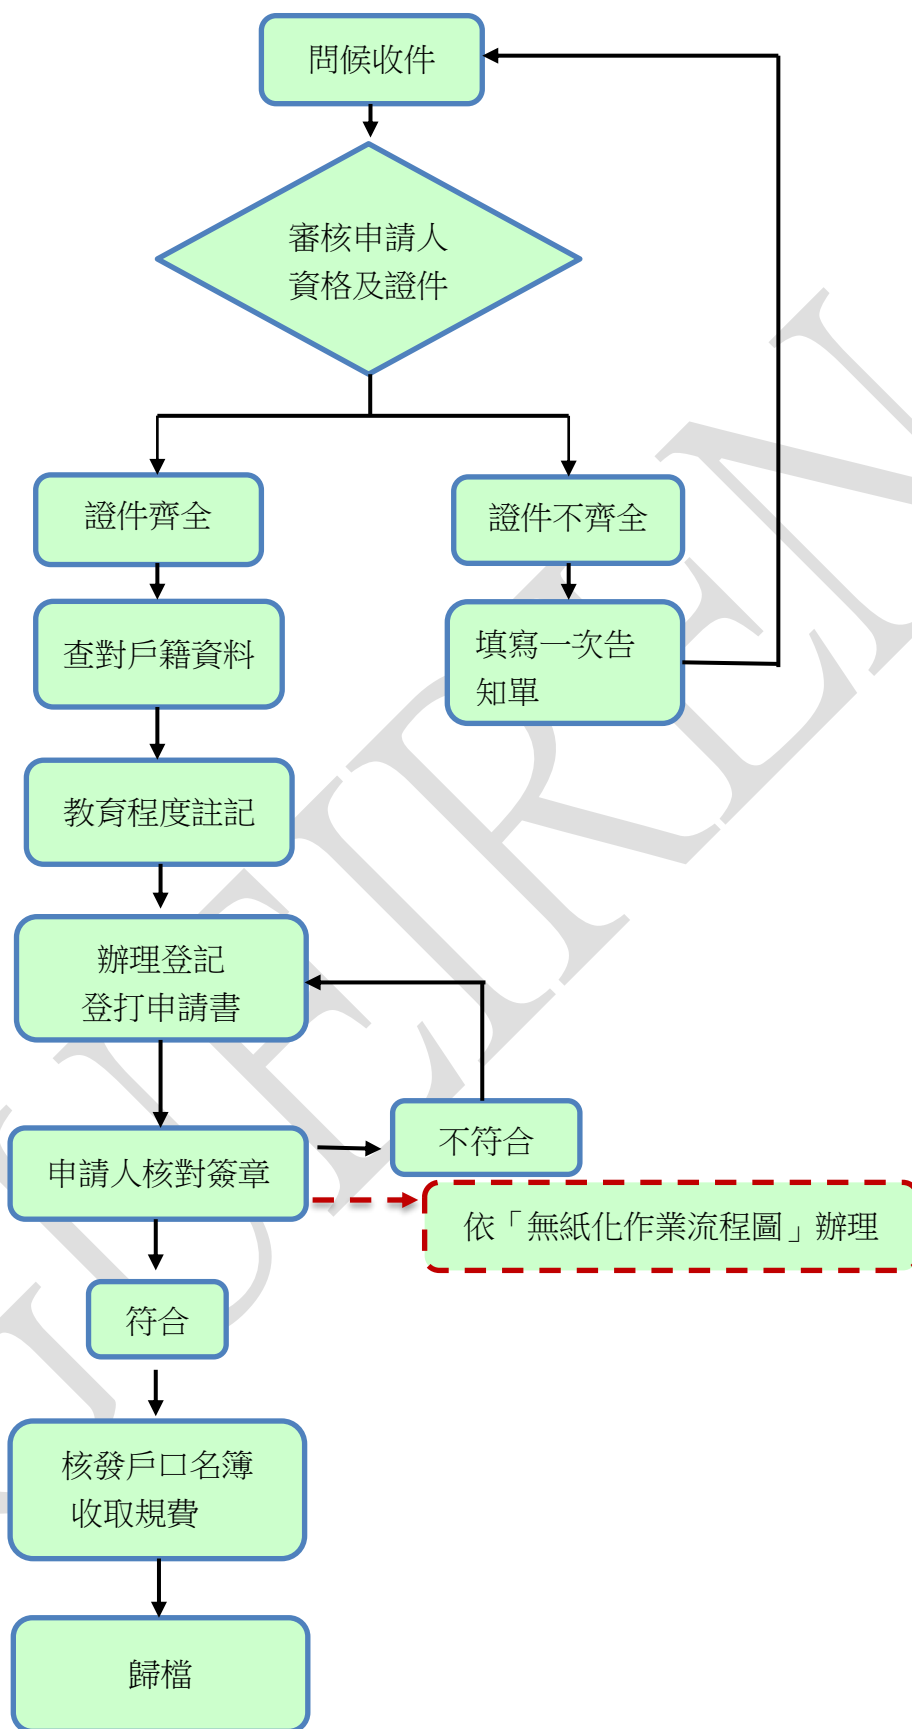 問候收件
審核申請人
資格及證件
證件齊全
證件不齊全
查對戶籍資料
填寫一次告
知單
教育程度註記
辦理登記
登打申請書
不符合
申請人核對簽章
依「無紙化作業流程圖」辦理
符合
核發戶口名簿
收取規費
歸檔